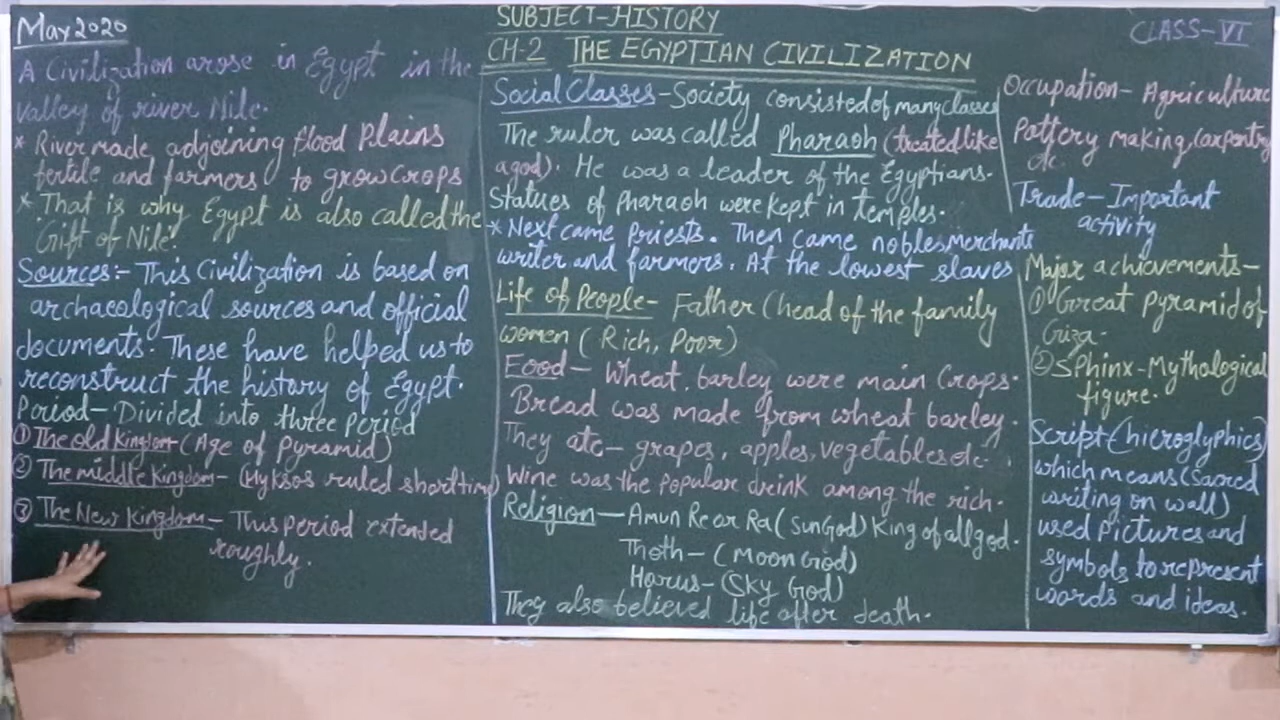 May 2020
SUBJECT-HISTORY
CLASS-VI
CH-2 THE EGYPTIAN CIVILIZATION
A Civilization arose in Egypt in the
valley of river Nile.
* River made adjoining flood Plains
fertile and farmers to grow crops
* That is why Egypt is also called the
Gift of Nile.
Sources:- This Civilization is based on
archaeological sources and official
documents. These have helped us to
reconstruct the history of Egypt.
Period- Divided into three Period
① The old Kingdom- (Age of Pyramid)
② The middle Kingdom- (Hyksos ruled short time)
③ The New Kingdom- This period extended
roughly.
Social Classes- Society consisted of many classes
The ruler was called Pharaoh (treated like
a god). He was a leader of the Egyptians.
Statues of Pharaoh were kept in temples.
* Next came Priests. Then came nobles merchants
writer and farmers. At the lowest slaves
Life of People- Father (head of the family
women (Rich, Poor)
Food- Wheat, barley were main Crops.
Bread was made from wheat barley.
They ate- grapes, apples, vegetables etc.
Wine was the popular drink among the rich.
Religion- Amun Re or Ra (Sun God) King of all god.
Thoth- (Moon God)
Horus- (Sky God)
They also believed life after death.
Occupation- Agriculture
Pottery making, Carpentry
etc.
Trade- Important
activity
Major achievements-
① Great Pyramid of
Giza.
② Sphinx- Mythological
figure.
Script- (hieroglyphics)
which means (Sacred
writing on wall)
used Pictures and
symbols to represent
words and ideas.